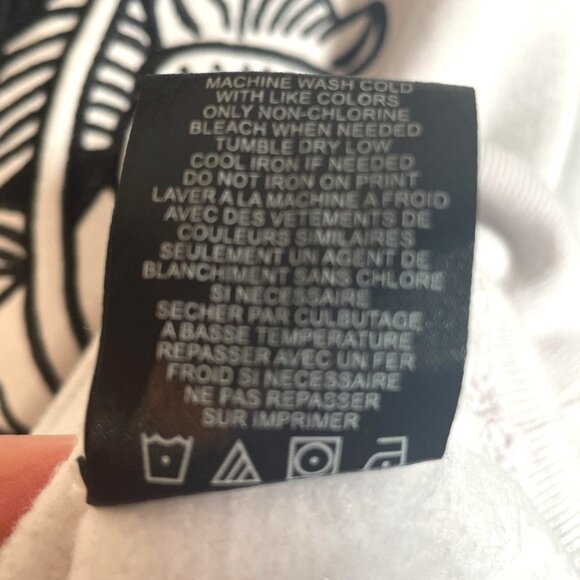 MACHINE WASH COLD
WITH LIKE COLORS
ONLY NON-CHLORINE
BLEACH WHEN NEEDED
TUMBLE DRY LOW
COOL IRON IF NEEDED
DO NOT IRON ON PRINT
LAVER A LA MACHINE A FROID
AVEC DES VETEMENTS DE
COULEURS SIMILAIRES
SEULEMENT UN AGENT DE
BLANCHIMENT SANS CHLORE
SI NECESSAIRE
SECHER PAR CULBUTAGE
A BASSE TEMPERATURE
REPASSER AVEC UN FER
FROID SI NECESSAIRE
NE PAS REPASSER
SUR IMPRIMER